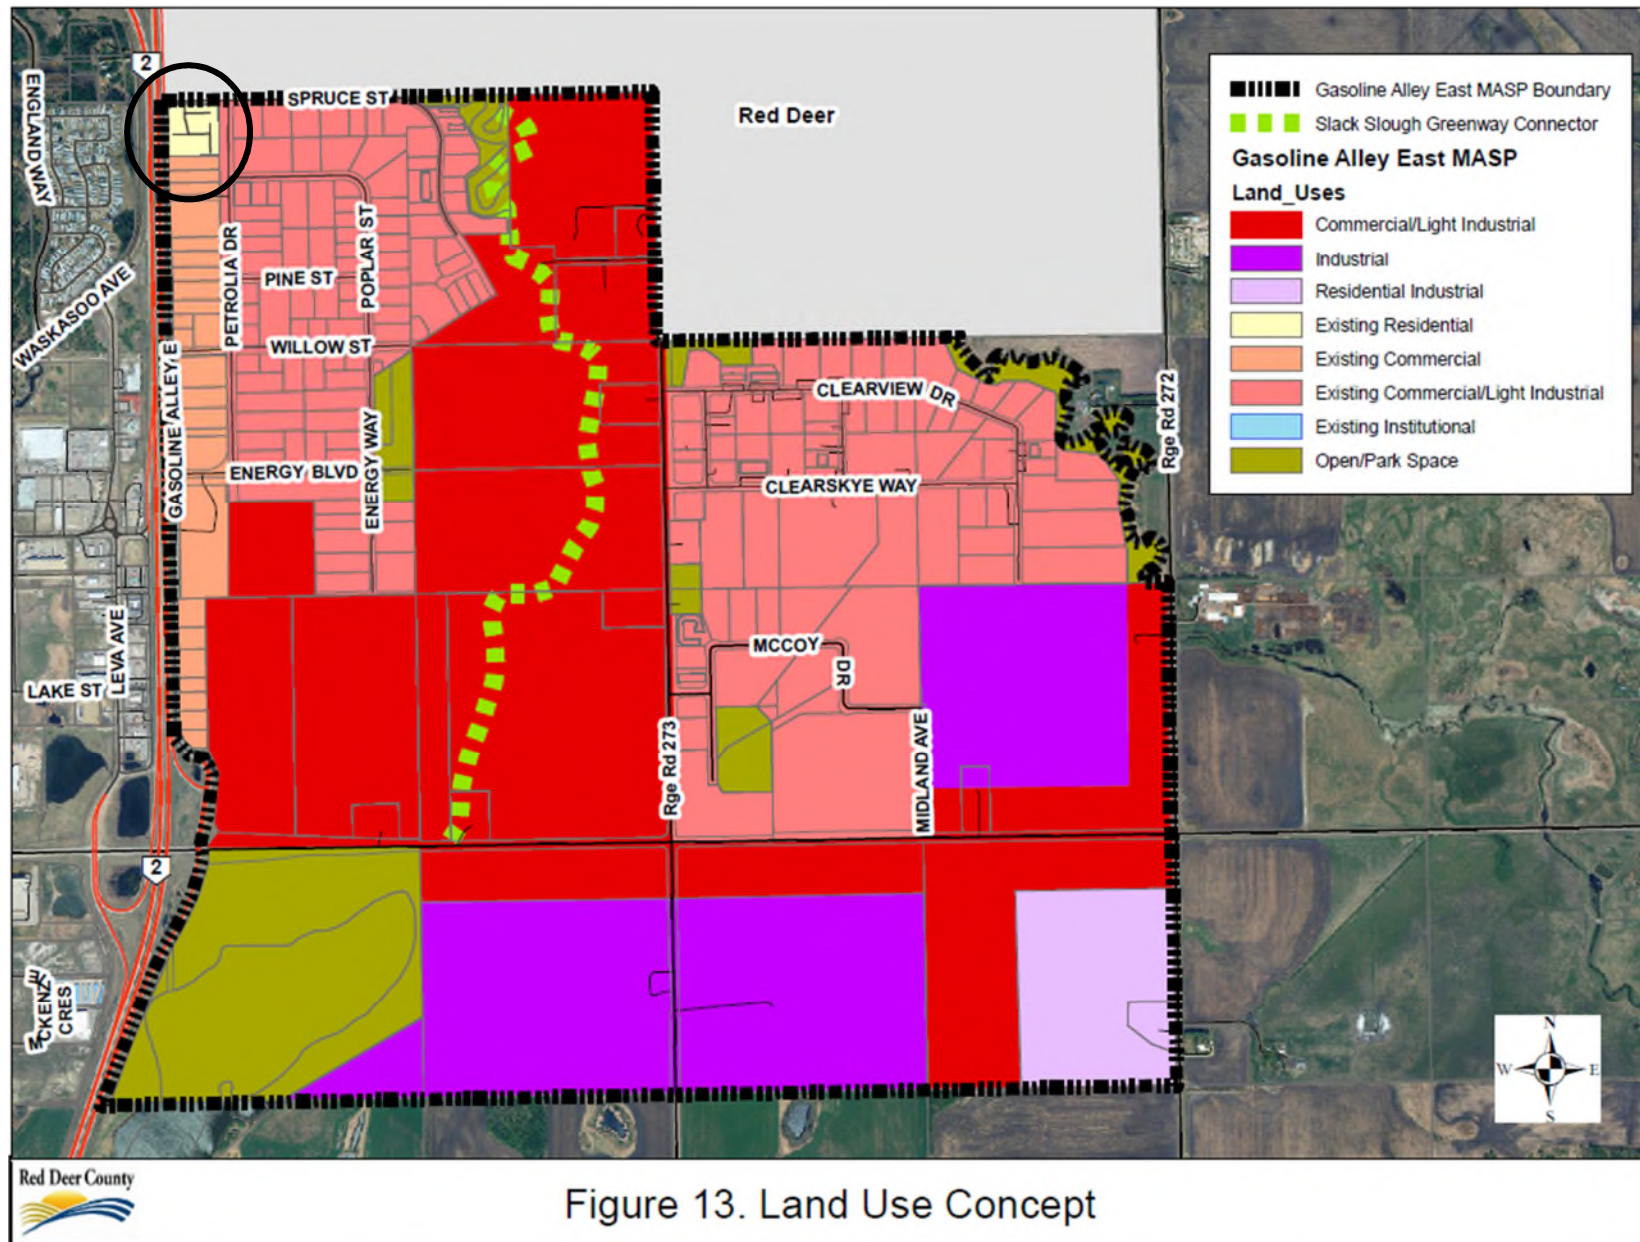 2
SPRUCE ST
Red Deer
ENGLAND WAY
WASKASOO AVE
PETROLIA DR
POPLAR ST
PINE ST
WILLOW ST
GASOLINE ALLEY E
ENERGY BLVD
ENERGY WAY
CLEARVIEW DR
CLEARSKYE WAY
Rge Rd 272
LEVA AVE
LAKE ST
MCCOY DR
Rge Rd 273
MIDLAND AVE
2
MCKENZIE CRES
Gasoline Alley East MASP Boundary
Slack Slough Greenway Connector
Gasoline Alley East MASP
Land_Uses
Commercial/Light Industrial
Industrial
Residential Industrial
Existing Residential
Existing Commercial
Existing Commercial/Light Industrial
Existing Institutional
Open/Park Space
N
W E
S
Red Deer County
Figure 13. Land Use Concept